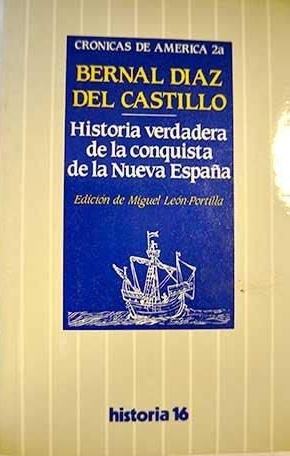 CRONICAS DE AMERICA 2a
BERNAL DIAZ
DEL CASTILLO
Historia verdadera
de la conquista
de la Nueva España
Edición de Miguel León-Portilla
historia 16